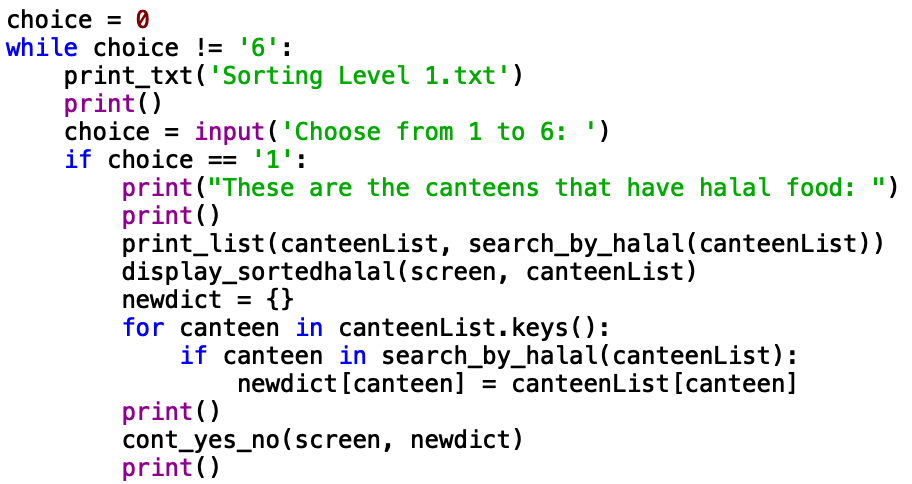 choice = 0
while choice != '6':
    print_txt('Sorting Level 1.txt')
    print()
    choice = input('Choose from 1 to 6: ')
    if choice == '1':
        print("These are the canteens that have halal food: ")
        print()
        print_list(canteenList, search_by_halal(canteenList))
        display_sortedhalal(screen, canteenList)
        newdict = {}
        for canteen in canteenList.keys():
            if canteen in search_by_halal(canteenList):
                newdict[canteen] = canteenList[canteen]
        print()
        cont_yes_no(screen, newdict)
        print()